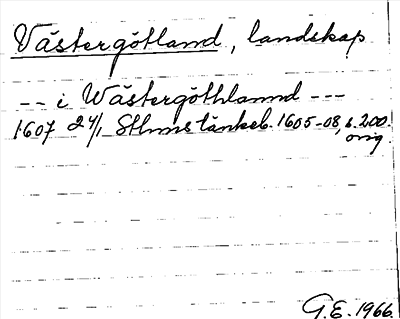 Västergötland, landskap
-- i Wästergöthlannd ---
1607 24/1 Sthms tänkeb. 1605-08, s. 200.
orig.
G.E. 1966.